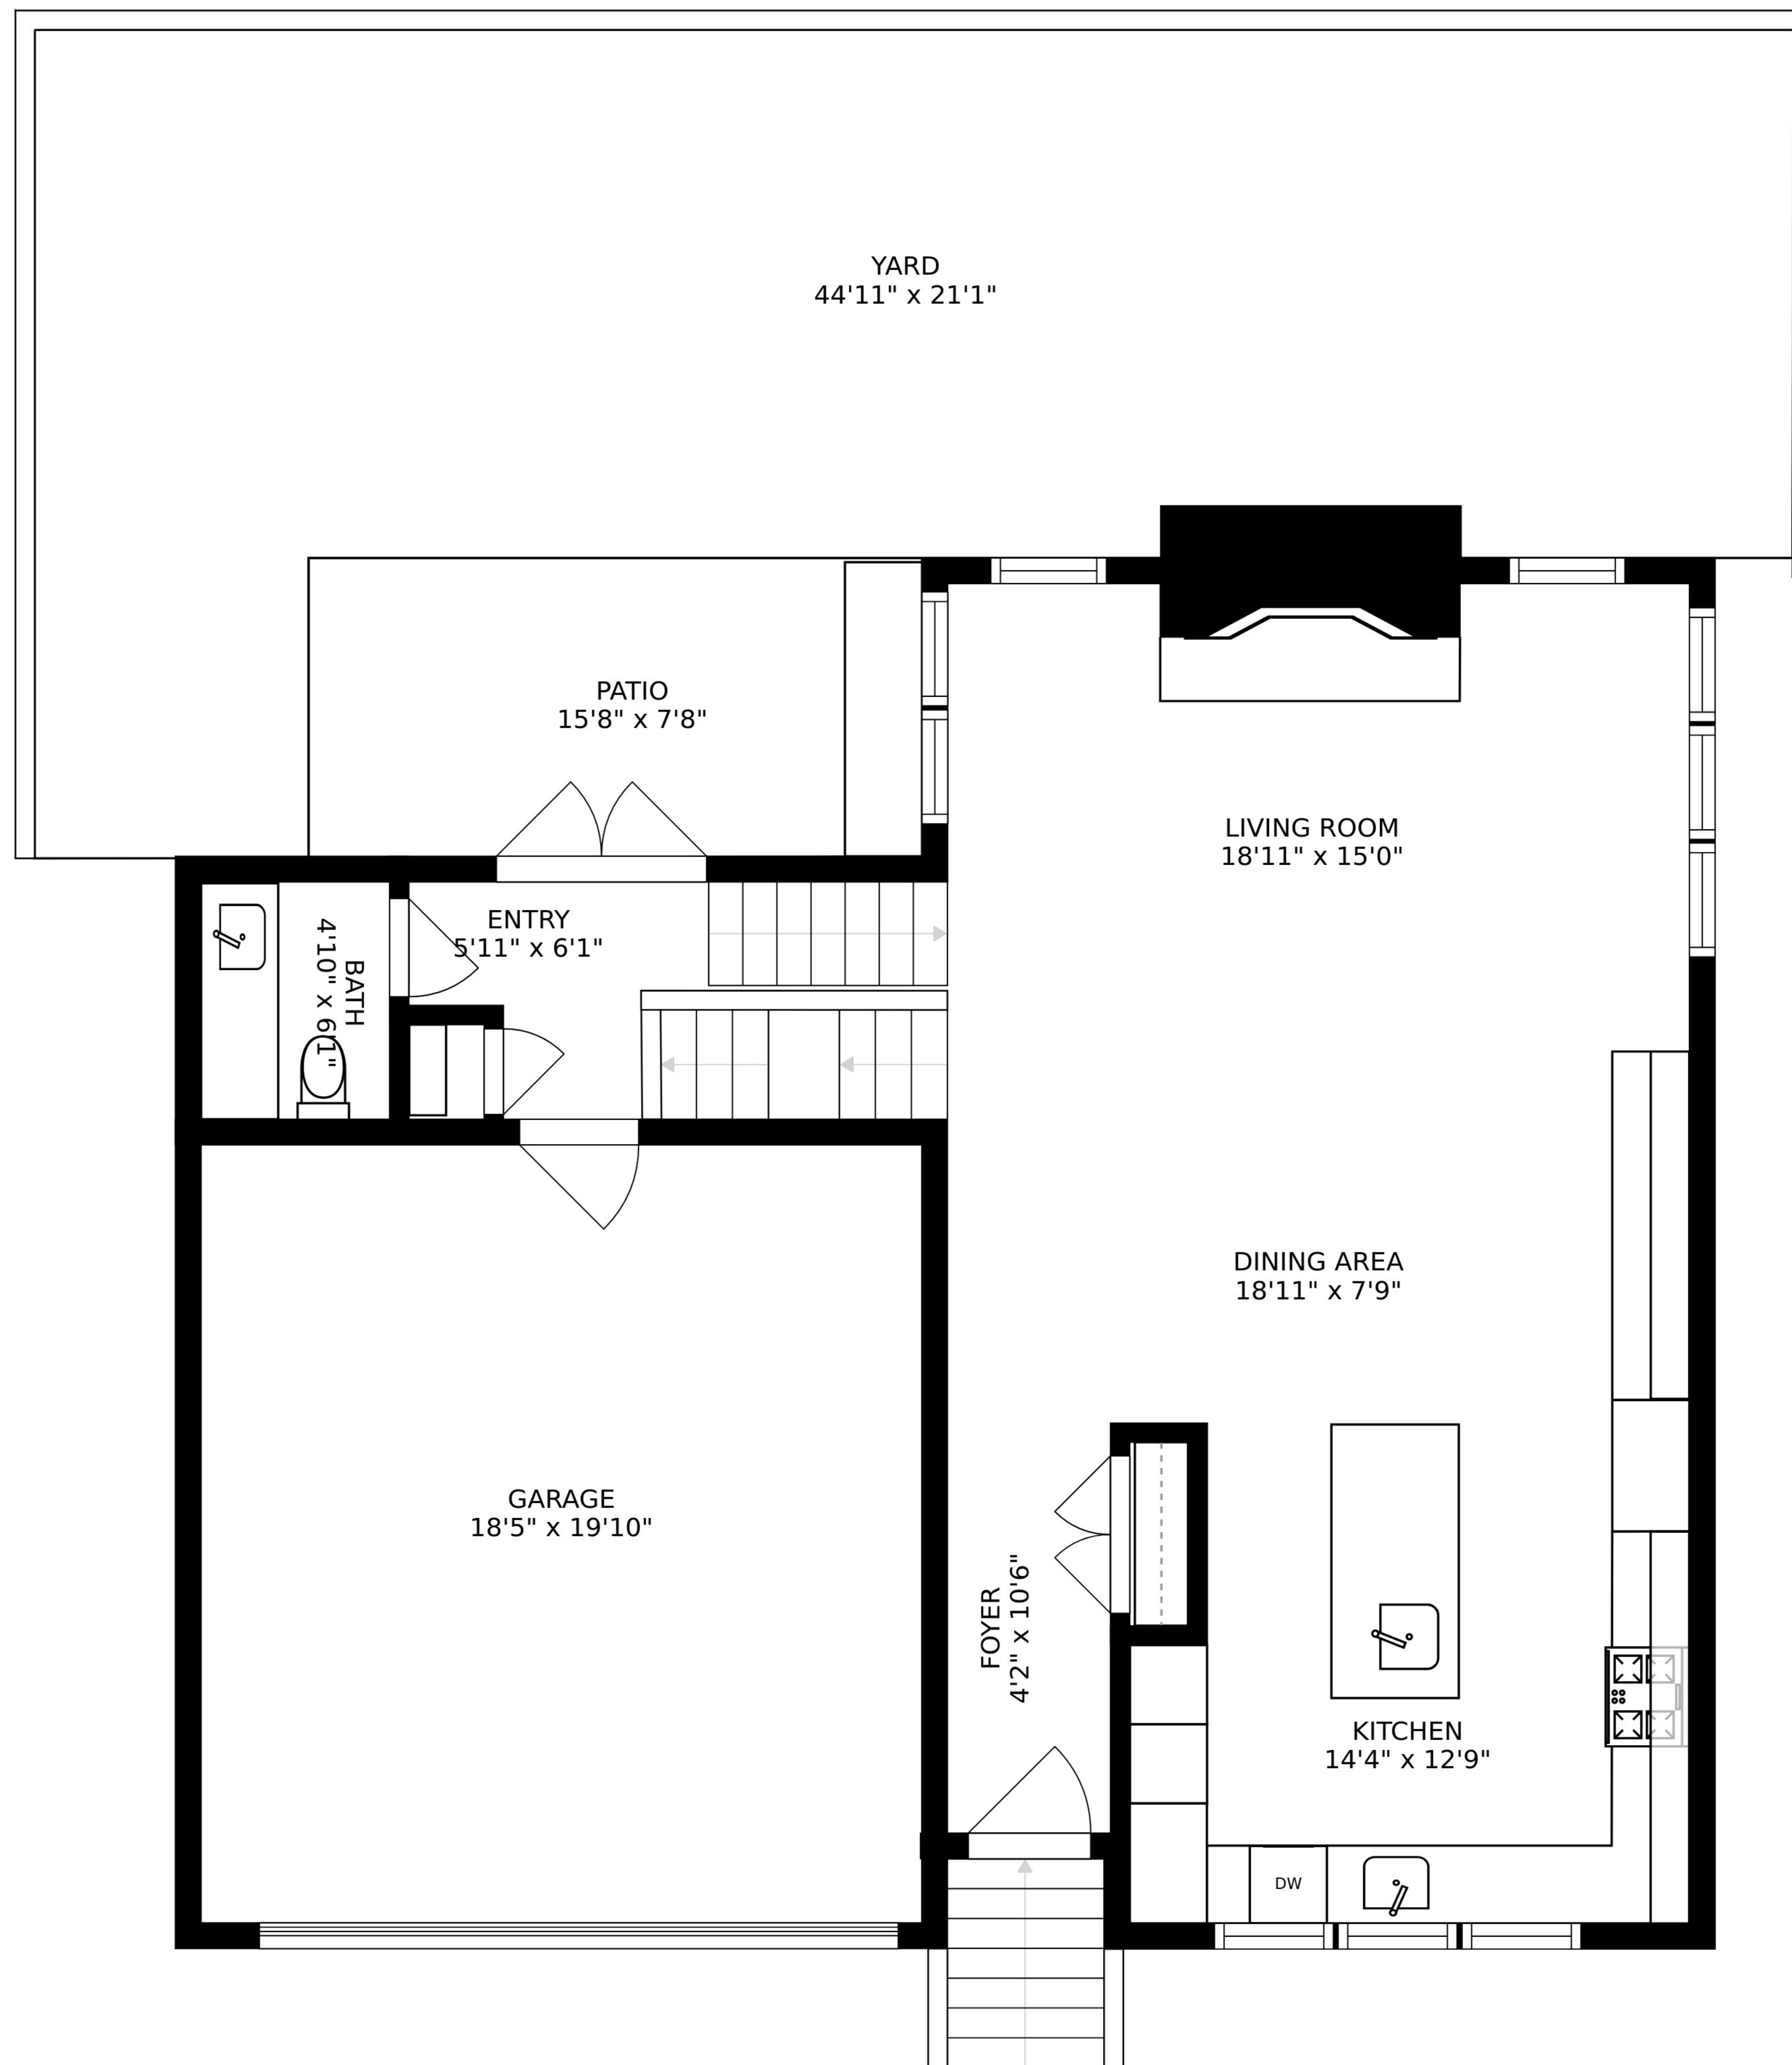 YARD
44'11" x 21'1"
PATIO
15'8" x 7'8"
LIVING ROOM
18'11" x 15'0"
ENTRY
5'11" x 6'1"
BATH
4'10" x 6'1"
DINING AREA
18'11" x 7'9"
GARAGE
18'5" x 19'10"
FOYER
4'2" x 10'6"
KITCHEN
14'4" x 12'9"
DW